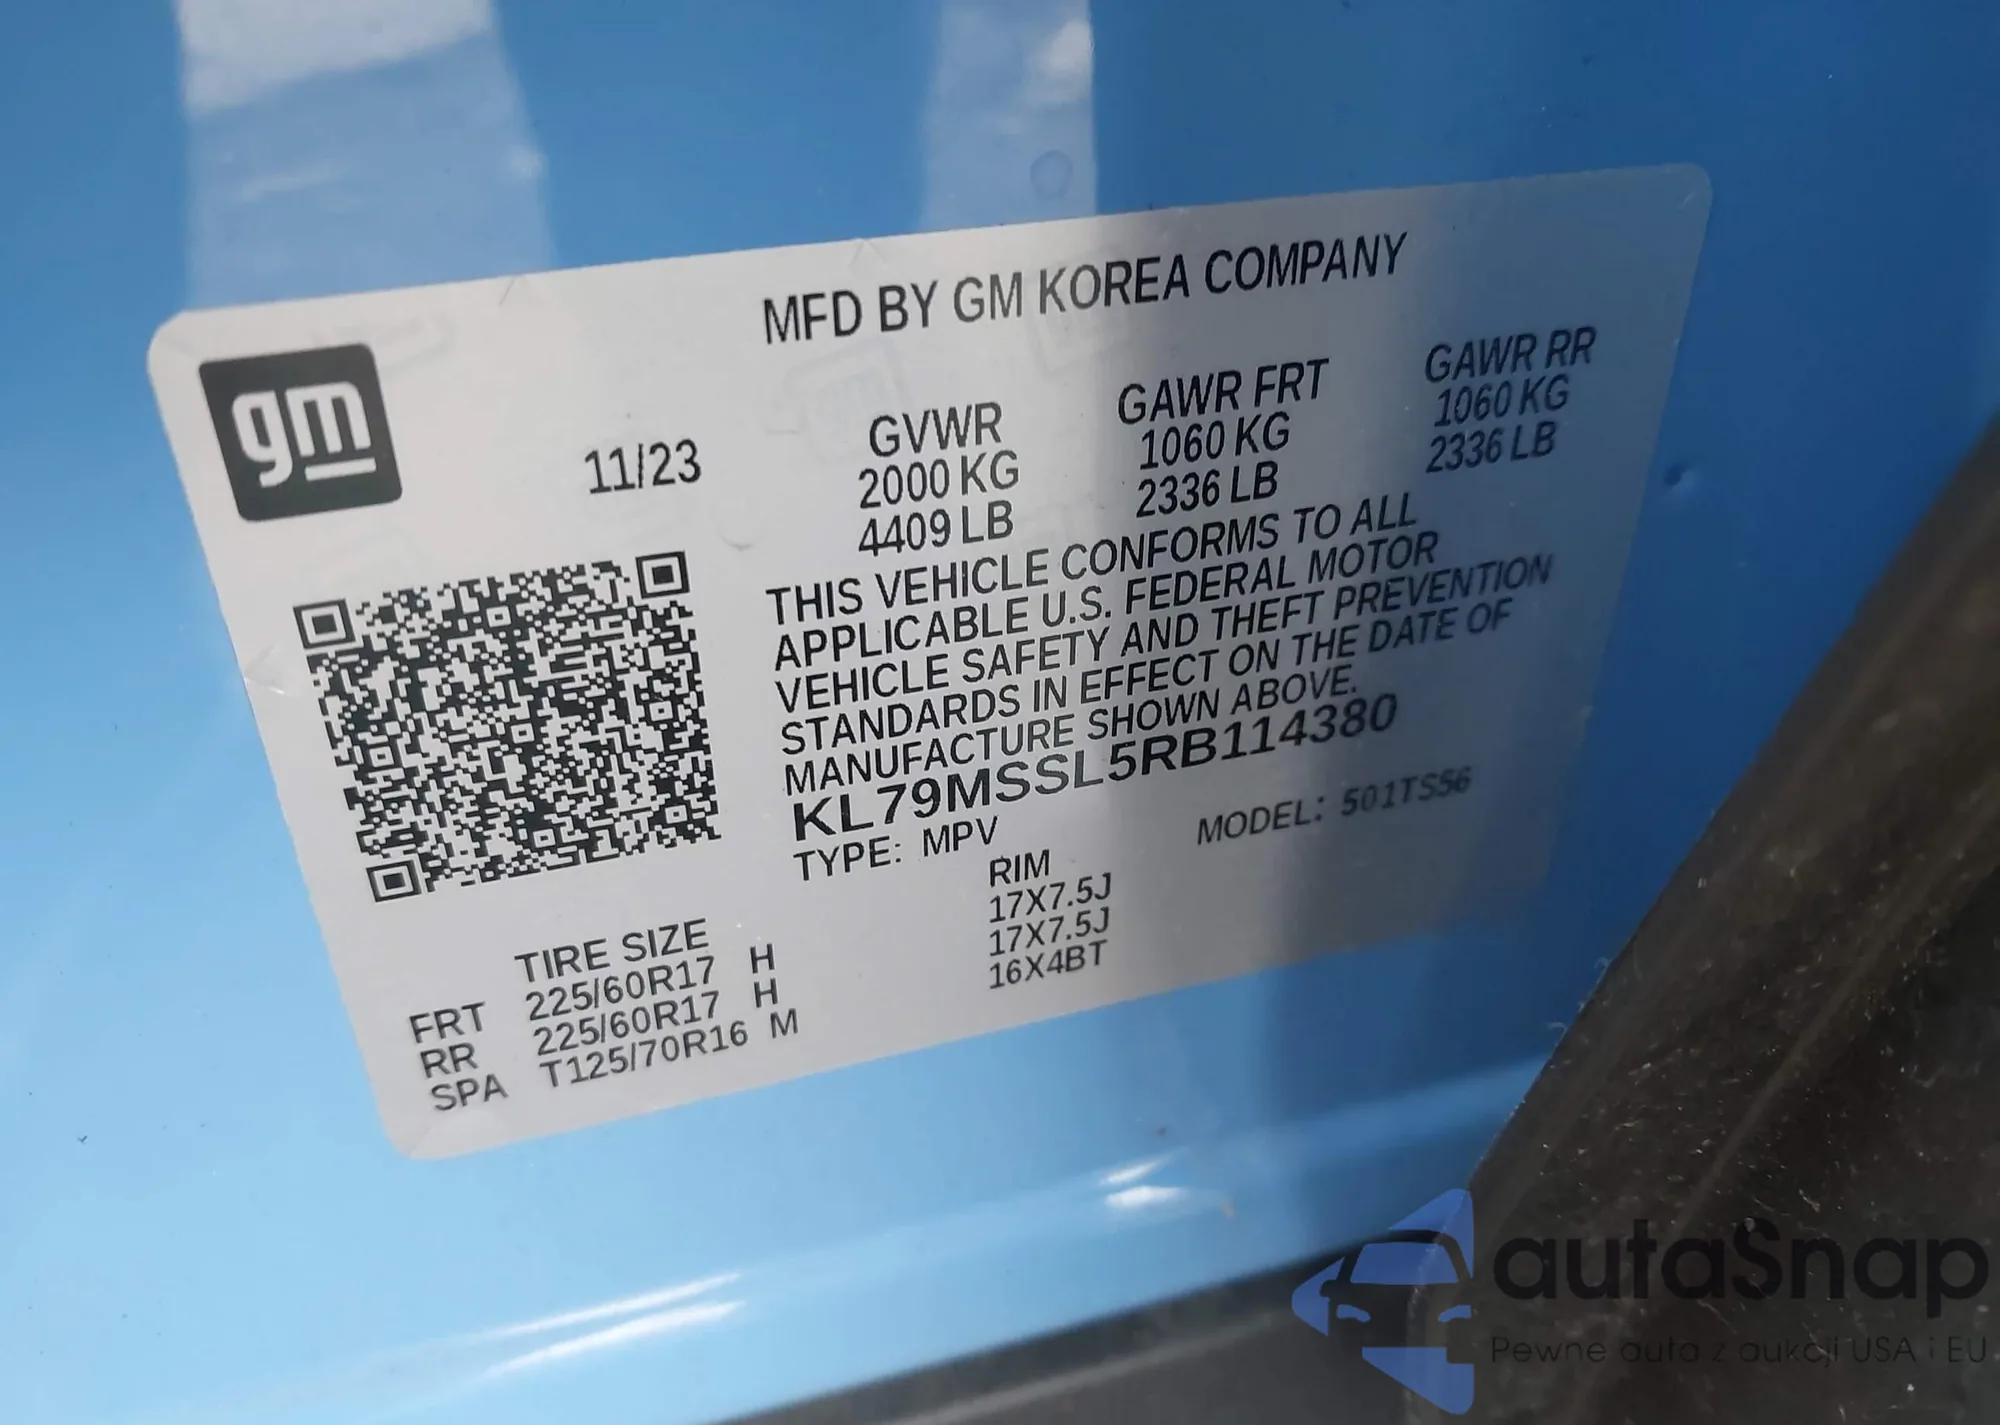 MFD BY GM KOREA COMPANY
gm
11/23
GVWR GAWR FRT GAWR RR
2000 KG 1060 KG 1060 KG
4409 LB 2336 LB 2336 LB
THIS VEHICLE CONFORMS TO ALL
APPLICABLE U.S. FEDERAL MOTOR
VEHICLE SAFETY AND THEFT PREVENTION
STANDARDS IN EFFECT ON THE DATE OF
MANUFACTURE SHOWN ABOVE.
KL79MSSL5RB114380
TYPE: MPV MODEL: 501TS56
TIRE SIZE RIM
FRT 225/60R17 H 17X7.5J
RR 225/60R17 H 17X7.5J
SPA T125/70R16 M 16X4BT
autaSnap
Pewne auta z aukcji USA i EU